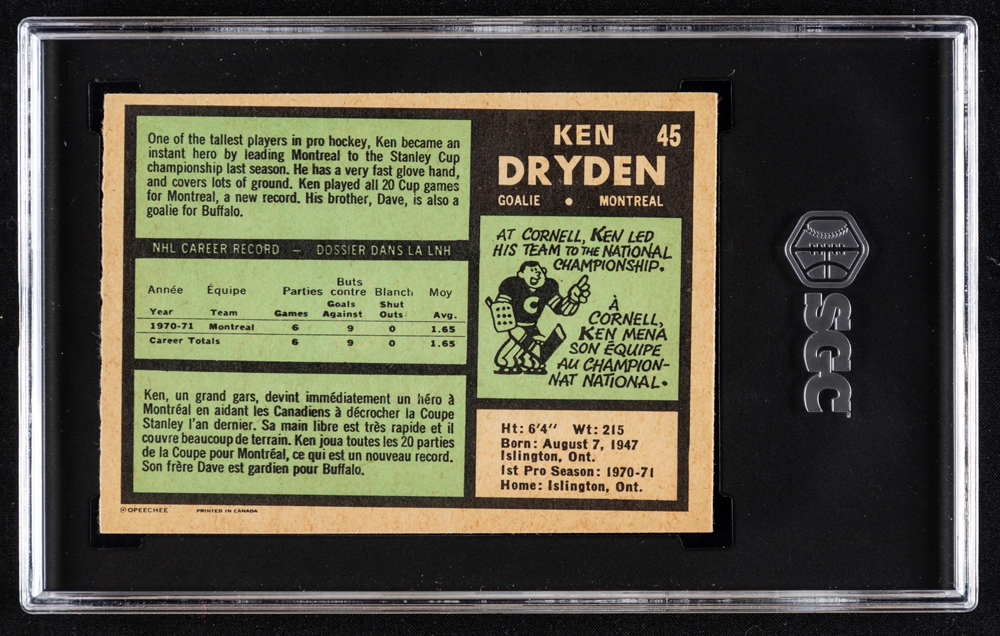 One of the tallest players in pro hockey, Ken became an
instant hero by leading Montreal to the Stanley Cup
championship last season. He has a very fast glove hand,
and covers lots of ground. Ken played all 20 Cup games
for Montreal, a new record. His brother, Dave, is also a
goalie for Buffalo.
NHL CAREER RECORD — DOSSIER DANS LA LNH
Année Équipe Parties Buts contre Blanch Moy
Year Team Games Goals Against Shut Outs Avg.
1970-71 Montreal 6 9 0 1.65
Career Totals 6 9 0 1.65
Ken, un grand gars, devint immédiatement un héro à
Montréal en aidant les Canadiens à décrocher la Coupe
Stanley l'an dernier. Sa main libre est très rapide et il
couvre beaucoup de terrain. Ken joua toutes les 20 parties
de la Coupe pour Montréal, ce qui est un nouveau record.
Son frère Dave est gardien pour Buffalo.
©OPEECHEE PRINTED IN CANADA
KEN 45
DRYDEN
GOALIE • MONTREAL
AT CORNELL, KEN LED
HIS TEAM TO THE NATIONAL
CHAMPIONSHIP.
C
À
CORNELL,
KEN MENA
SON ÉQUIPE
AU CHAMPION-
NAT NATIONAL.
Ht: 6'4" Wt: 215
Born: August 7, 1947
Islington, Ont.
1st Pro Season: 1970-71
Home: Islington, Ont.
SGC